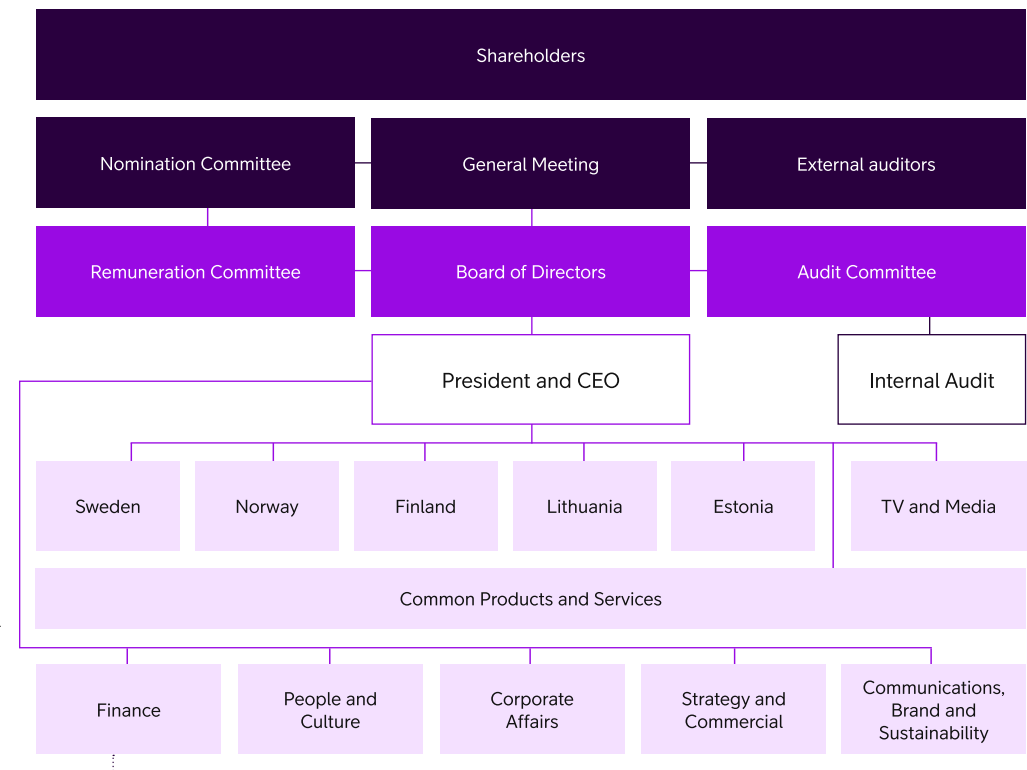 Shareholders
Nomination Committee
General Meeting
External auditors
Remuneration Committee
Board of Directors
Audit Committee
President and CEO
Internal Audit
Sweden
Norway
Finland
Lithuania
Estonia
TV and Media
Common Products and Services
Finance
People and
Culture
Corporate
Affairs
Strategy and
Commercial
Communications,
Brand and
Sustainability